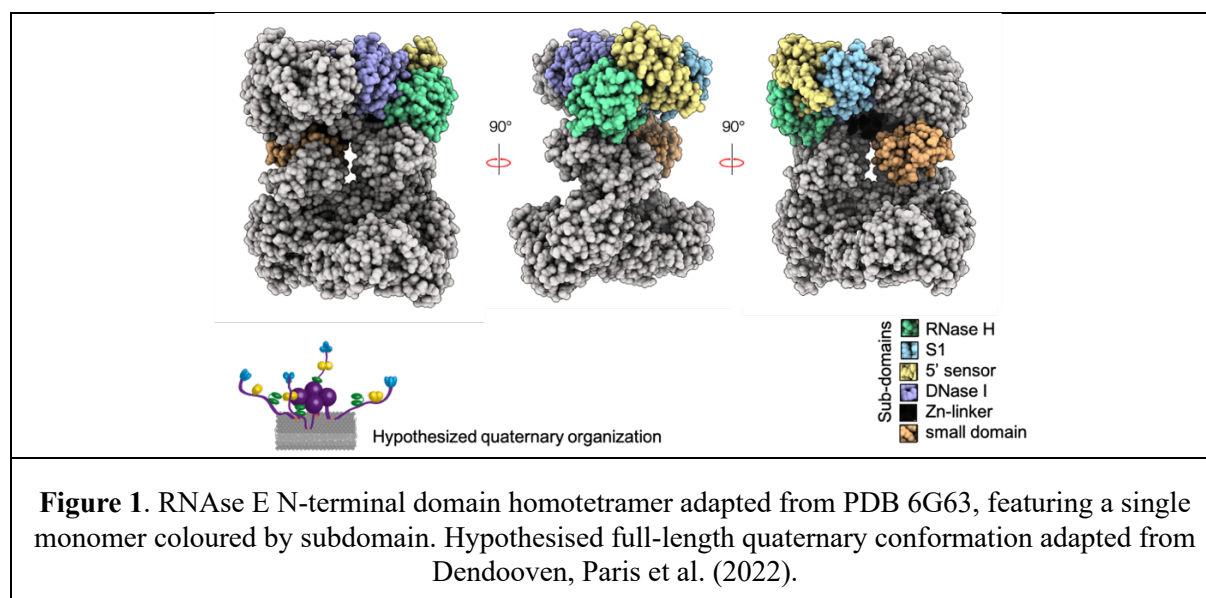 90°
90°
Sub-domains
RNase H
S1
5' sensor
DNase I
Zn-linker
small domain
Hypothesized quaternary organization
Figure 1. RNAse E N-terminal domain homotetramer adapted from PDB 6G63, featuring a single
monomer coloured by subdomain. Hypothesised full-length quaternary conformation adapted from
Dendooven, Paris et al. (2022).